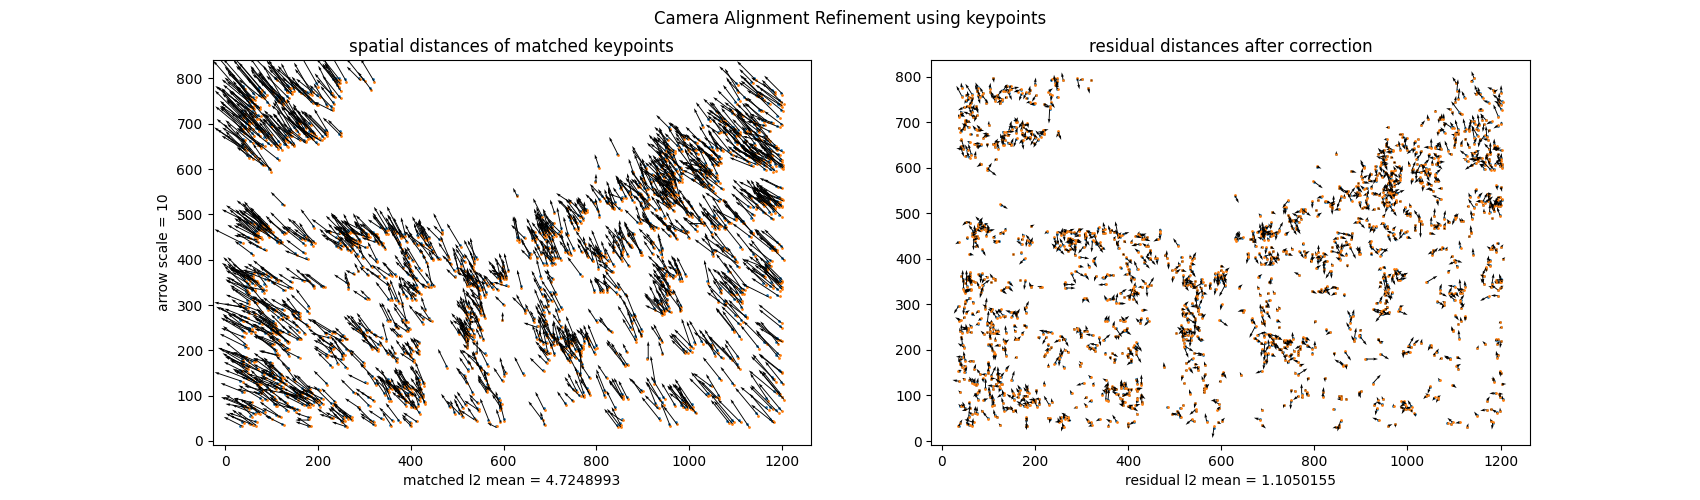 Camera Alignment Refinement using keypoints
spatial distances of matched keypoints
800
700
600
500
400
300
200
100
0
arrow scale = 10
0 200 400 600 800 1000 1200
matched l2 mean = 4.7248993
residual distances after correction
800
700
600
500
400
300
200
100
0
0 200 400 600 800 1000 1200
residual l2 mean = 1.1050155